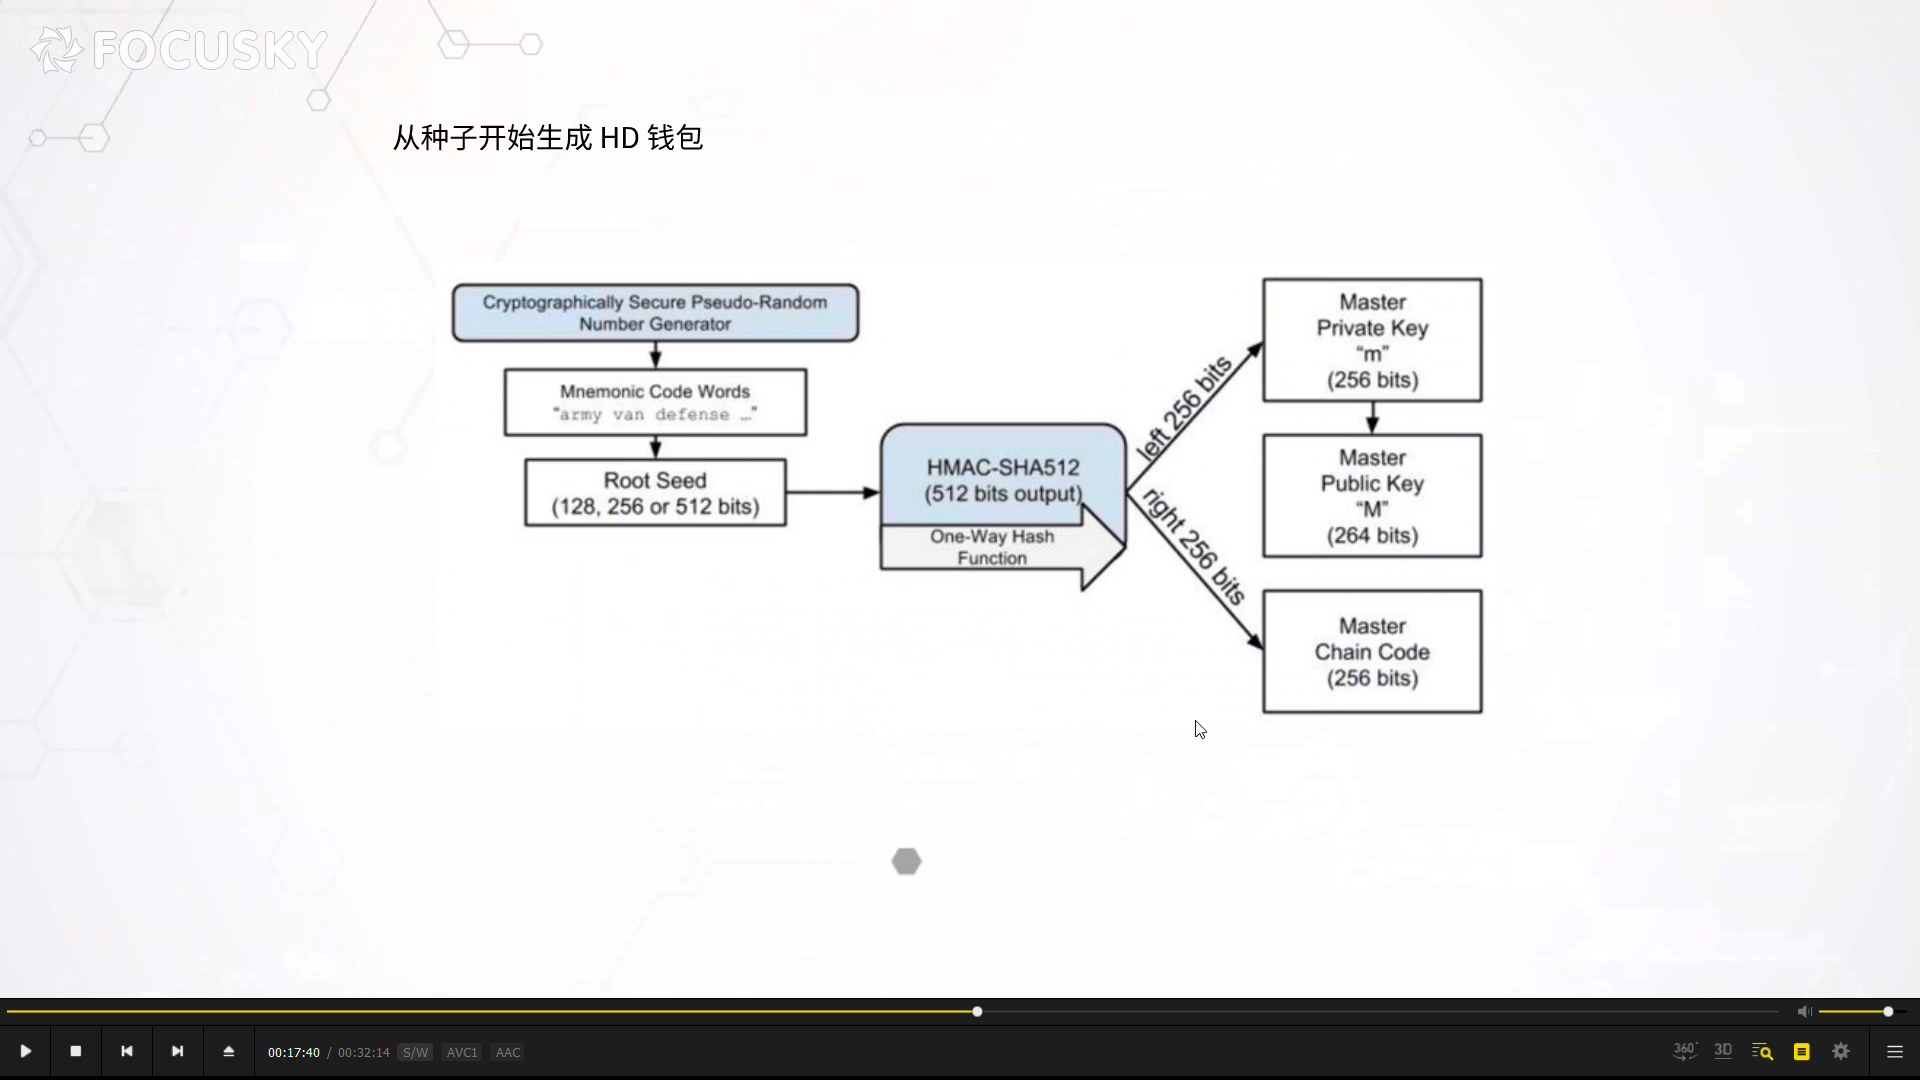 FOCUSKY
从种子开始生成 HD 钱包
Cryptographically Secure Pseudo-Random
Number Generator
Mnemonic Code Words
"army van defense …"
Root Seed
(128, 256 or 512 bits)
HMAC-SHA512
(512 bits output)
One-Way Hash
Function
left 256 bits
right 256 bits
Master
Private Key
“m”
(256 bits)
Master
Public Key
“M”
(264 bits)
Master
Chain Code
(256 bits)
00:17:40 / 00:32:14 S/W AVC1 AAC
360° 3D